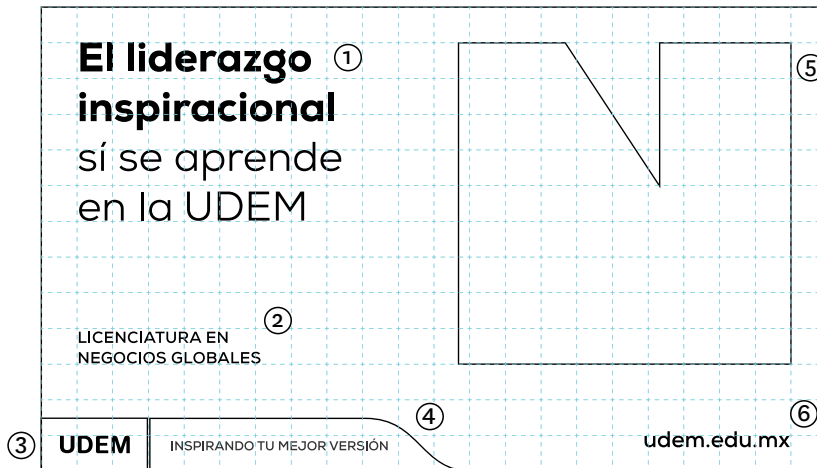 El liderazgo ①
inspiracional
sí se aprende
en la UDEM
⑤
②
LICENCIATURA EN
NEGOCIOS GLOBALES
④
⑥
③ UDEM INSPIRANDO TU MEJOR VERSIÓN
udem.edu.mx